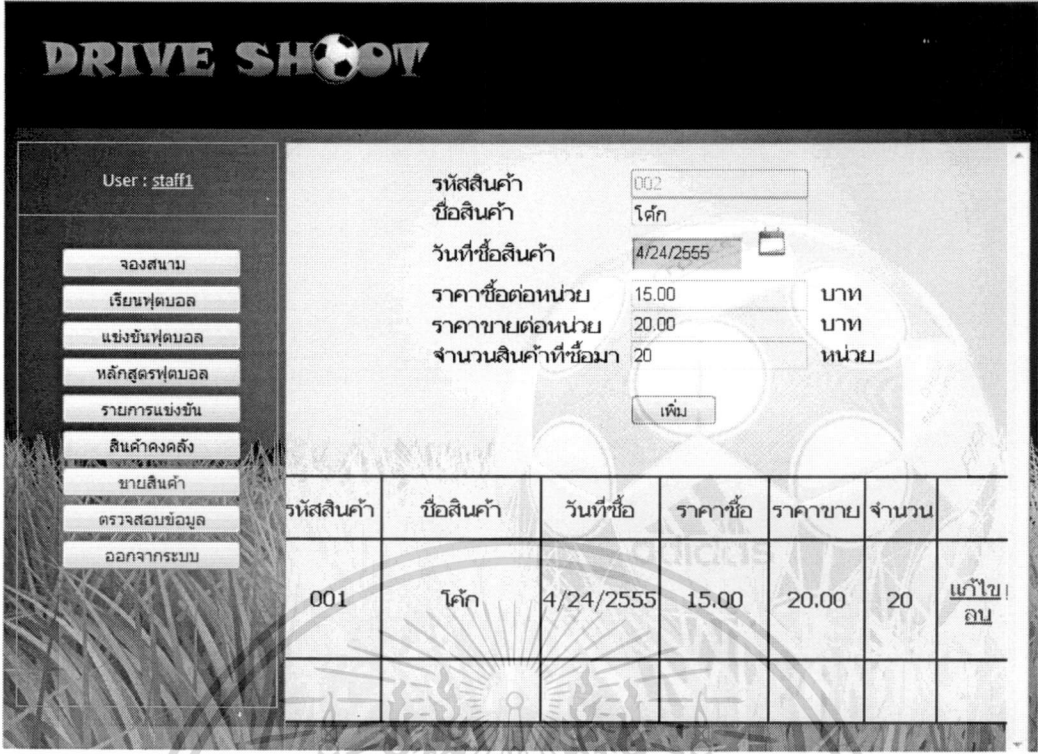 DRIVE SHOOT
User : staff1
จองสนาม
เรียนฟุตบอล
แข่งขันฟุตบอล
หลักสูตรฟุตบอล
รายการแข่งขัน
สินค้าคงคลัง
ขายสินค้า
ตรวจสอบข้อมูล
ออกจากระบบ
รหัสสินค้า 002
ชื่อสินค้า โค้ก
วันที่ซื้อสินค้า 4/24/2555
ราคาซื้อต่อหน่วย 15.00 บาท
ราคาขายต่อหน่วย 20.00 บาท
จำนวนสินค้าที่ซื้อมา 20 หน่วย
เพิ่ม
รหัสสินค้า ชื่อสินค้า วันที่ซื้อ ราคาซื้อ ราคาขาย จำนวน
001 โค้ก 4/24/2555 15.00 20.00 20 แก้ไข
ลบ
adidas